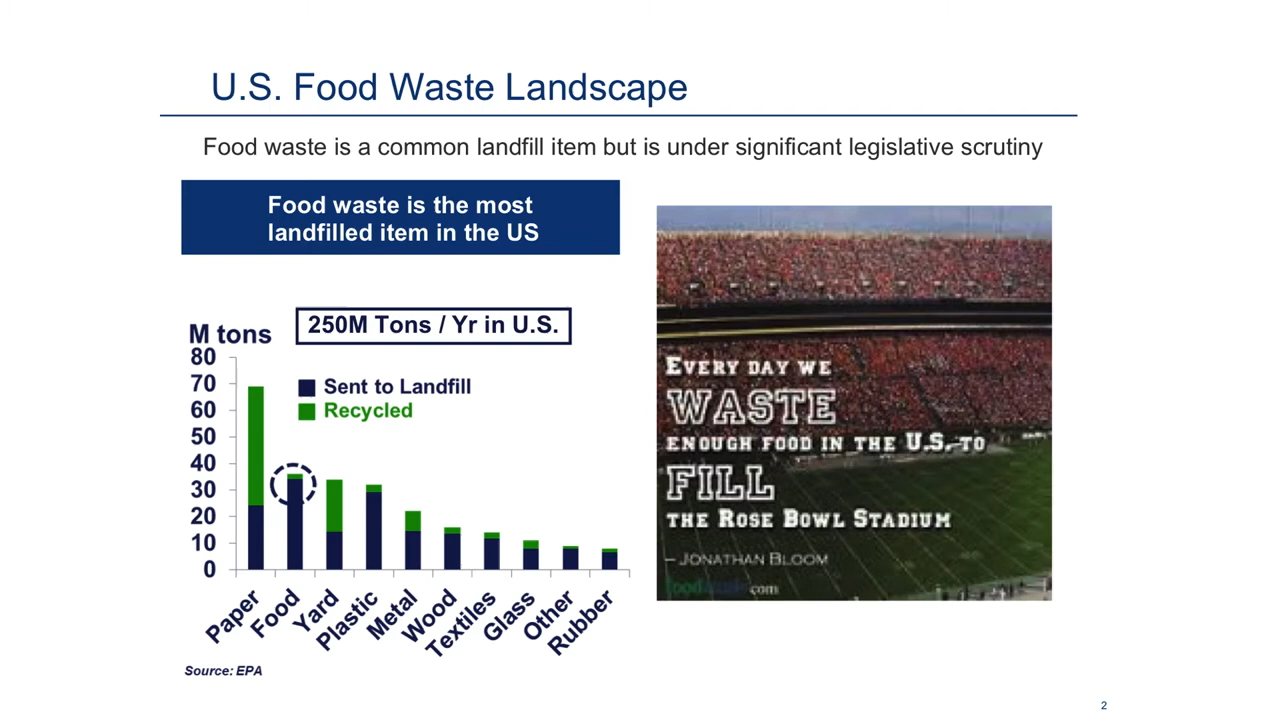 U.S. Food Waste Landscape
Food waste is a common landfill item but is under significant legislative scrutiny
Food waste is the most
landfilled item in the US
250M Tons / Yr in U.S.
M tons
80
70
60
50
40
30
20
10
0
Sent to Landfill
Recycled
Paper
Food
Yard
Plastic
Metal
Wood
Textiles
Glass
Other
Rubber
Source: EPA
EVERY DAY WE
WASTE
ENOUGH FOOD IN THE U.S. TO
FILL
THE ROSE BOWL STADIUM
– JONATHAN BLOOM
.com
2